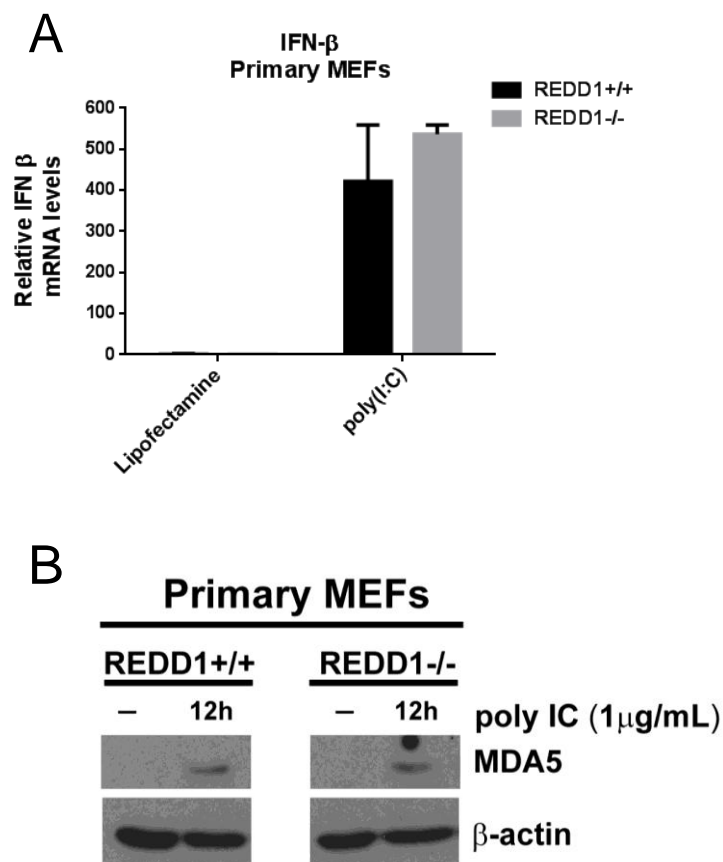 A
IFN-β
Primary MEFs
REDD1+/+
REDD1-/-
Relative IFN β
mRNA levels
600
500
400
300
200
100
0
Lipofectamine
poly(I:C)
B
Primary MEFs
REDD1+/+ REDD1-/-
– 12h – 12h poly IC (1μg/mL)
MDA5
β-actin